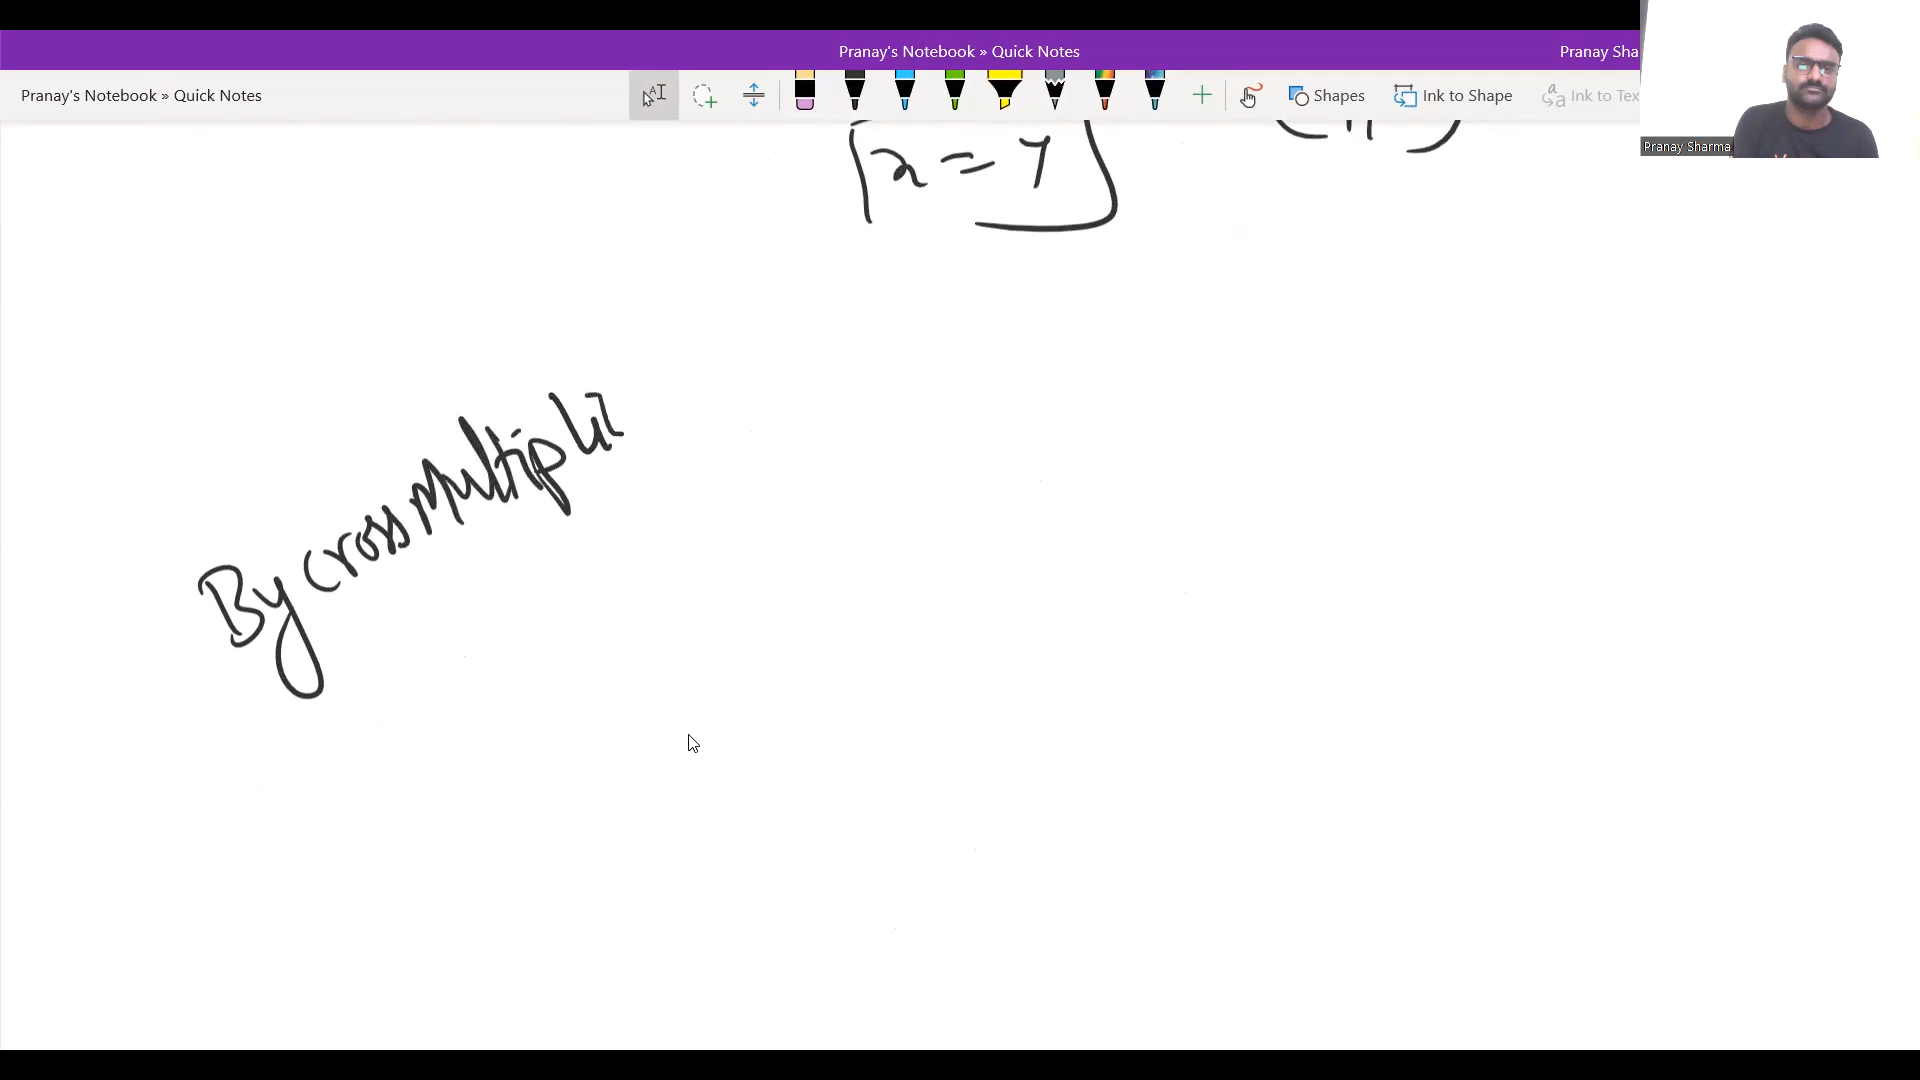 Pranay's Notebook » Quick Notes
Pranay Sha
Pranay's Notebook » Quick Notes
Shapes
Ink to Shape
Ink to Tex
Pranay Sharma
By cross Multipli